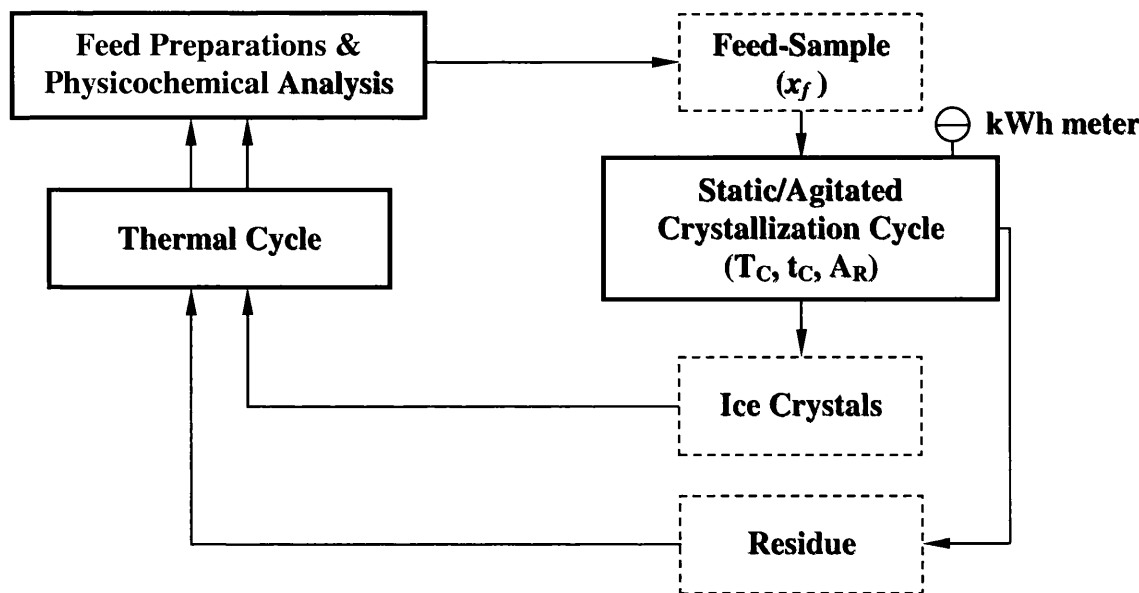 Feed Preparations &
Physicochemical Analysis
Feed-Sample
(x_f)
kWh meter
Static/Agitated
Crystallization Cycle
(T_C, t_C, A_R)
Thermal Cycle
Ice Crystals
Residue